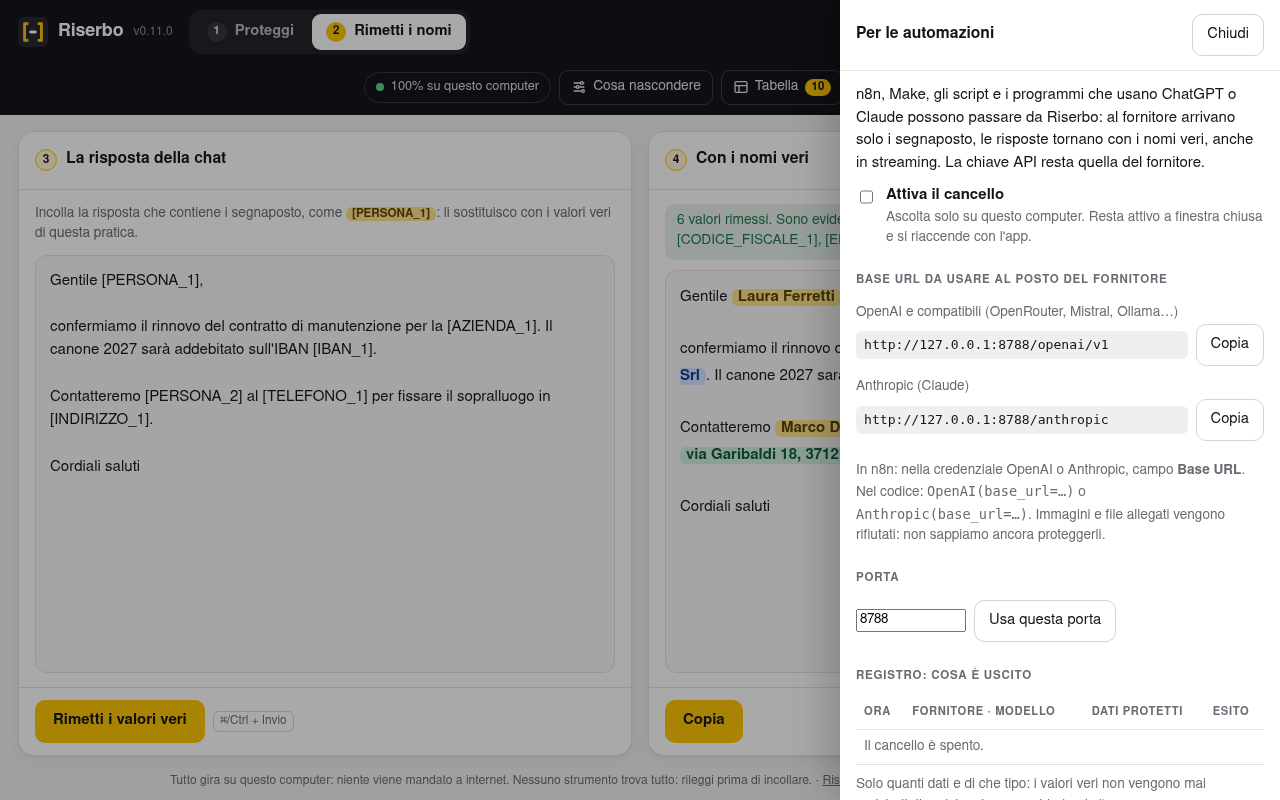 [-] Riserbo v0.11.0
1 Proteggi
2 Rimetti i nomi
100% su questo computer
Cosa nascondere
Tabella 10
3 La risposta della chat
Incolla la risposta che contiene i segnaposto, come [PERSONA_1]: li sostituisco con i valori veri
di questa pratica.
Gentile [PERSONA_1],
confermiamo il rinnovo del contratto di manutenzione per la [AZIENDA_1]. Il
canone 2027 sarà addebitato sull'IBAN [IBAN_1].
Contatteremo [PERSONA_2] al [TELEFONO_1] per fissare il sopralluogo in
[INDIRIZZO_1].
Cordiali saluti
Rimetti i valori veri
⌘/Ctrl + Invio
4 Con i nomi veri
6 valori rimessi. Sono evide
[CODICE_FISCALE_1], [E
Gentile Laura Ferretti
confermiamo il rinnovo
Srl . Il canone 2027 sar
Contatteremo Marco D
via Garibaldi 18, 3712
Cordiali saluti
Copia
Tutto gira su questo computer: niente viene mandato a internet. Nessuno strumento trova tutto: rileggi prima di incollare. · Ris
Per le automazioni
Chiudi
n8n, Make, gli script e i programmi che usano ChatGPT o
Claude possono passare da Riserbo: al fornitore arrivano
solo i segnaposto, le risposte tornano con i nomi veri, anche
in streaming. La chiave API resta quella del fornitore.
Attiva il cancello
Ascolta solo su questo computer. Resta attivo a finestra chiusa
e si riaccende con l'app.
BASE URL DA USARE AL POSTO DEL FORNITORE
OpenAI e compatibili (OpenRouter, Mistral, Ollama…)
http://127.0.0.1:8788/openai/v1
Copia
Anthropic (Claude)
http://127.0.0.1:8788/anthropic
Copia
In n8n: nella credenziale OpenAI o Anthropic, campo Base URL.
Nel codice: OpenAI(base_url=…) o
Anthropic(base_url=…). Immagini e file allegati vengono
rifiutati: non sappiamo ancora proteggerli.
PORTA
8788
Usa questa porta
REGISTRO: COSA È USCITO
ORA FORNITORE · MODELLO DATI PROTETTI ESITO
Il cancello è spento.
Solo quanti dati e di che tipo: i valori veri non vengono mai